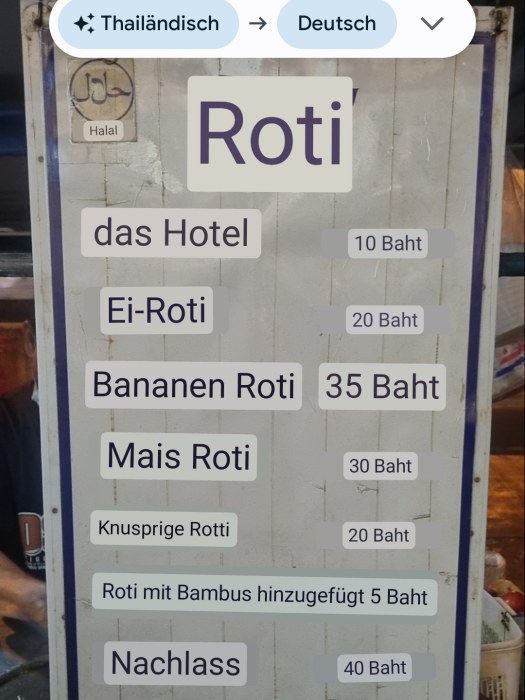 Thailändisch → Deutsch
حلال
Halal
Roti
das Hotel 10 Baht
Ei-Roti 20 Baht
Bananen Roti 35 Baht
Mais Roti 30 Baht
Knusprige Rotti 20 Baht
Roti mit Bambus hinzugefügt 5 Baht
Nachlass 40 Baht